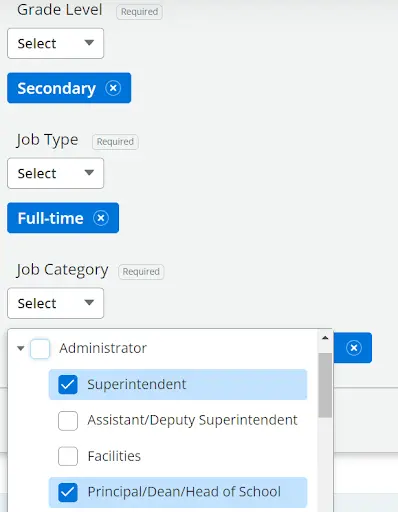 Grade Level Required
Select
Secondary
Job Type Required
Select
Full-time
Job Category Required
Select
Administrator
Superintendent
Assistant/Deputy Superintendent
Facilities
Principal/Dean/Head of School